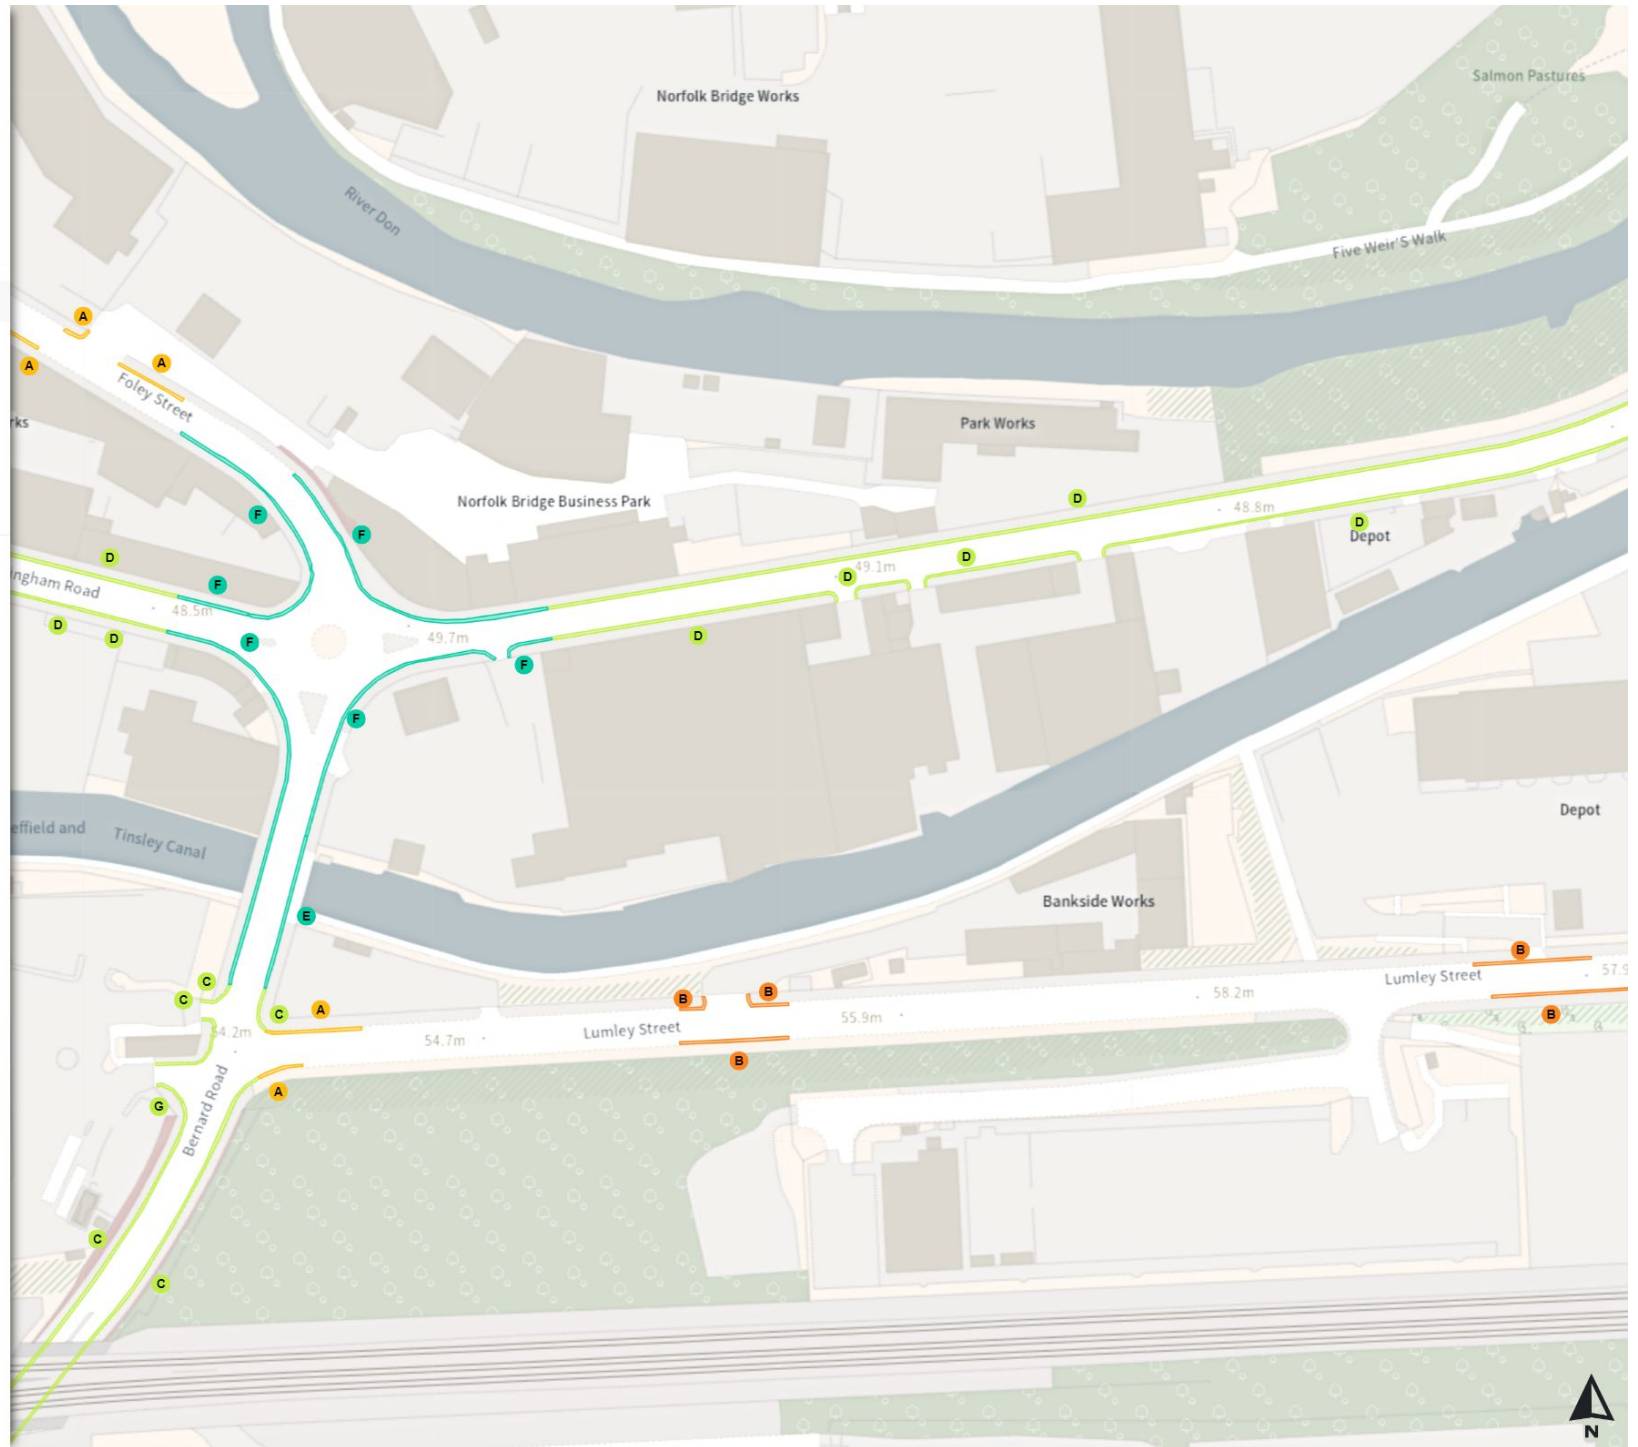 Salmon Pastures
Norfolk Bridge Works
River Don
Five Weir'S Walk
A
A
A
Foley Street
rks
Park Works
Norfolk Bridge Business Park
D
48.8m
F
D
Depot
F
D
D
49.1m
D
ngham Road
F
48.5m
D
D
F
49.7m
D
F
F
Depot
effield and
Tinsley Canal
Bankside Works
E
B
Lumley Street
57.9
C
C
B
B
58.2m
C
A
B
55.9m
54.2m
Lumley Street
54.7m
B
A
G
Bernard Road
C
C
N